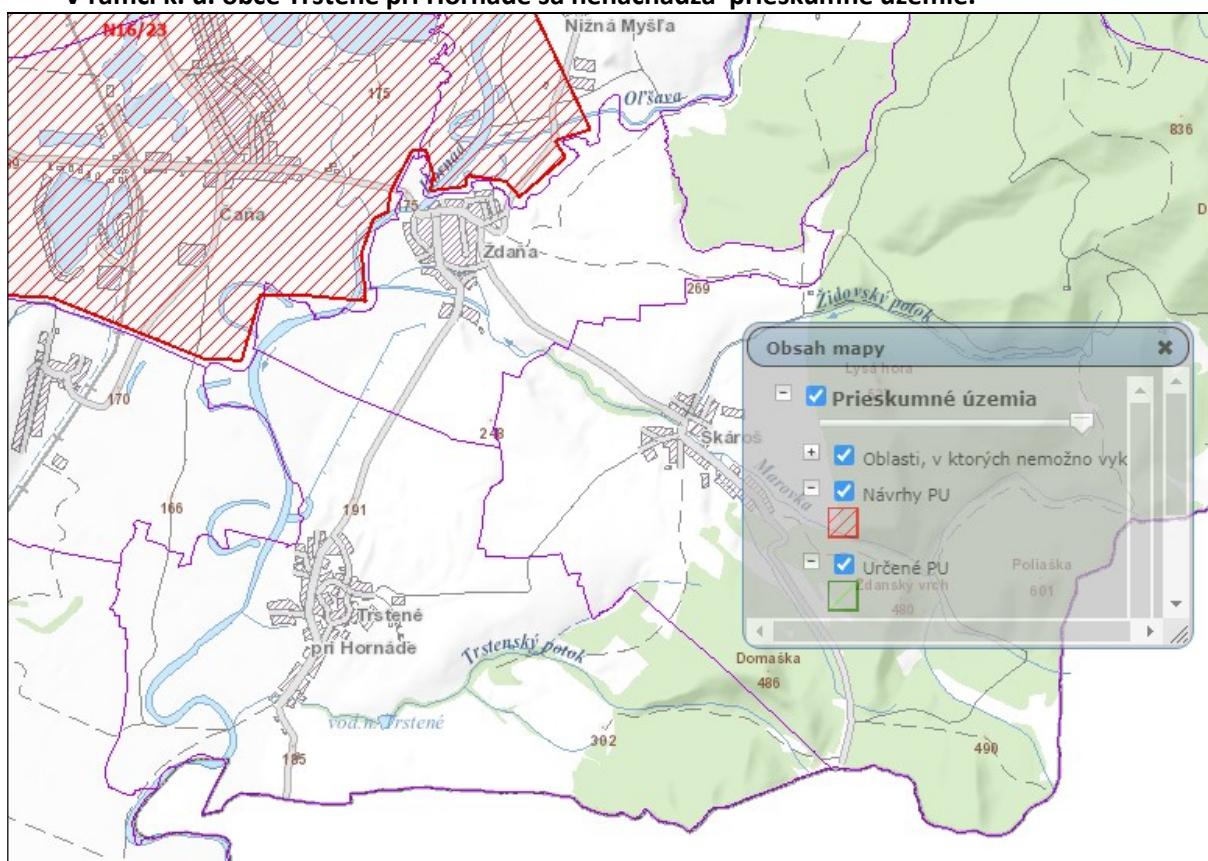 V rámci k. ú. obce Trstené pri Hornáde sa nenachádza prieskumné územie.
N16/23
Nižná Myšľa
175
Oľšava
836
Čaňa
Ždaňa
269
Židovský potok
Obsah mapy
Lysá hora
170
Prieskumné územia
248
Skároš
Oblasti, v ktorých nemožno vyk
Marovka
Návrhy PU
166
191
Určené PU
Poliaška
Ždanský vrch
601
480
Trstené
pri Hornáde
Trstenský potok
Domaška
486
vod.n.Trstené
302
490
185